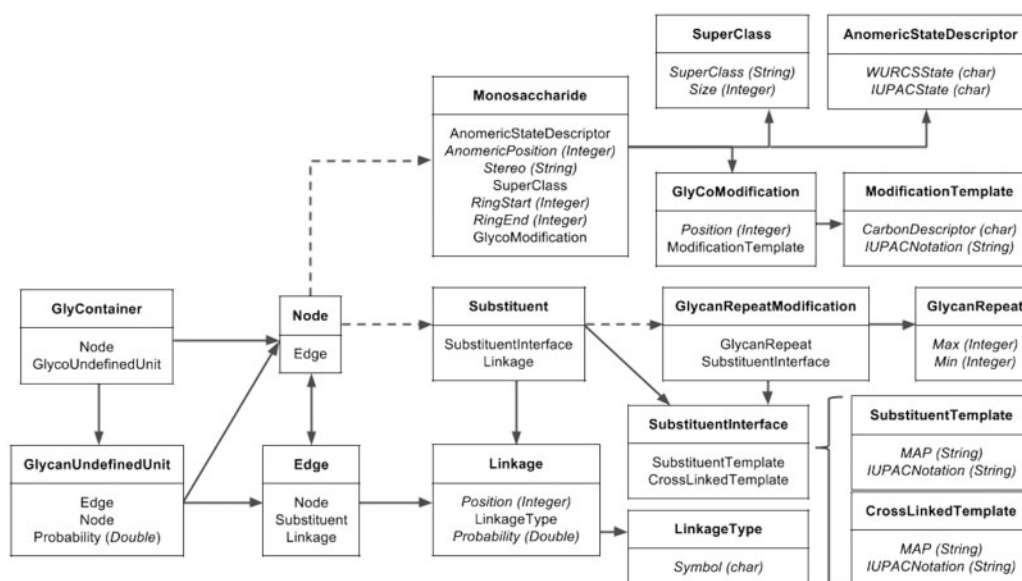 SuperClass
SuperClass (String)
Size (Integer)
AnomericStateDescriptor
WURCSState (char)
IUPACState (char)
Monosaccharide
AnomericStateDescriptor
AnomericPosition (Integer)
Stereo (String)
SuperClass
RingStart (Integer)
RingEnd (Integer)
GlycoModification
GlyCoModification
Position (Integer)
ModificationTemplate
ModificationTemplate
CarbonDescriptor (char)
IUPACNotation (String)
GlyContainer
Node
GlycoUndefinedUnit
Node
Edge
Substituent
SubstituentInterface
Linkage
GlycanRepeatModification
GlycanRepeat
SubstituentInterface
GlycanRepeat
Max (Integer)
Min (Integer)
GlycanUndefinedUnit
Edge
Node
Probability (Double)
Edge
Node
Substituent
Linkage
Linkage
Position (Integer)
LinkageType
Probability (Double)
SubstituentInterface
SubstituentTemplate
CrossLinkedTemplate
SubstituentTemplate
MAP (String)
IUPACNotation (String)
LinkageType
Symbol (char)
CrossLinkedTemplate
MAP (String)
IUPACNotation (String)